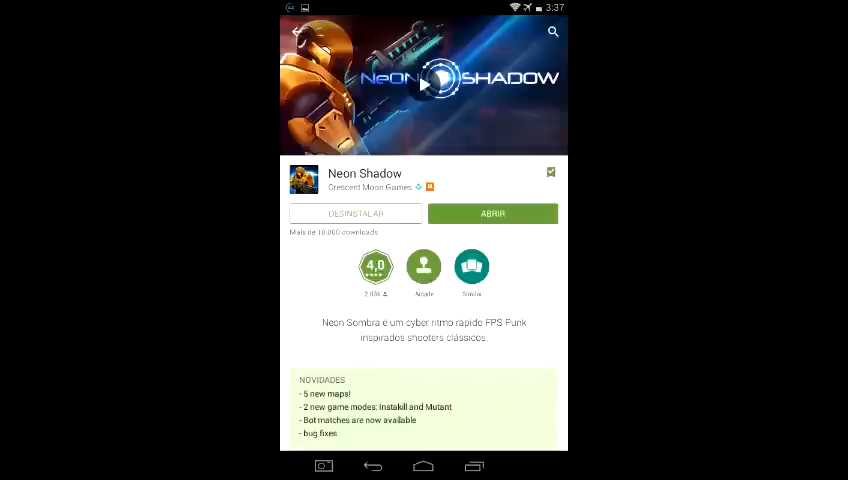 3:37
NEON SHADOW
Neon Shadow
Crescent Moon Games
DESINSTALAR
ABRIR
Mais de 10.000 downloads
4,0
2.036
Arcade
Similar
Neon Sombra é um cyber ritmo rápido FPS Punk
inspirados shooters clássicos.
NOVIDADES
- 5 new maps!
- 2 new game modes: Instakill and Mutant
- Bot matches are now available
- bug fixes